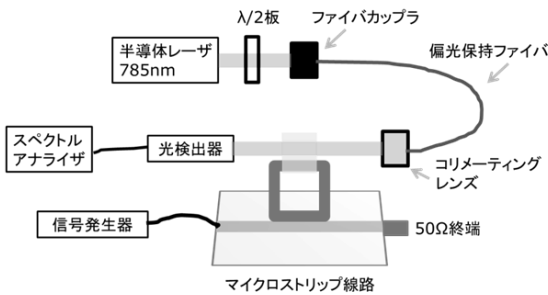 λ/2板
ファイバカップラ
半導体レーザ
785nm
偏光保持ファイバ
スペクトル
アナライザ
光検出器
コリメーティング
レンズ
信号発生器
50Ω終端
マイクロストリップ線路